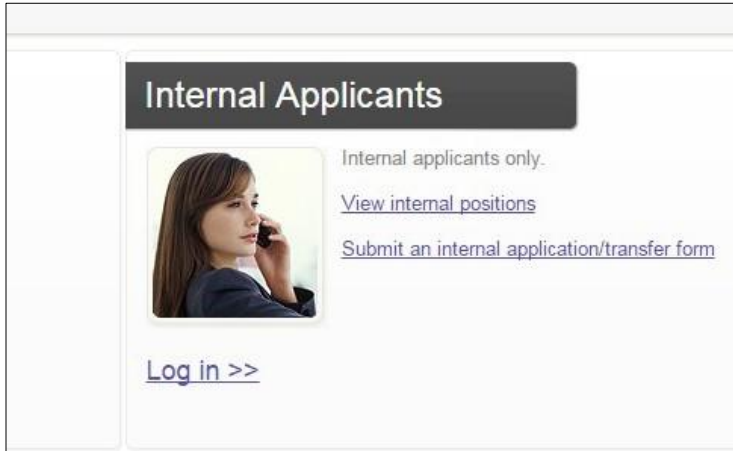 Internal Applicants
Internal applicants only.
View internal positions
Submit an internal application/transfer form
Log in >>